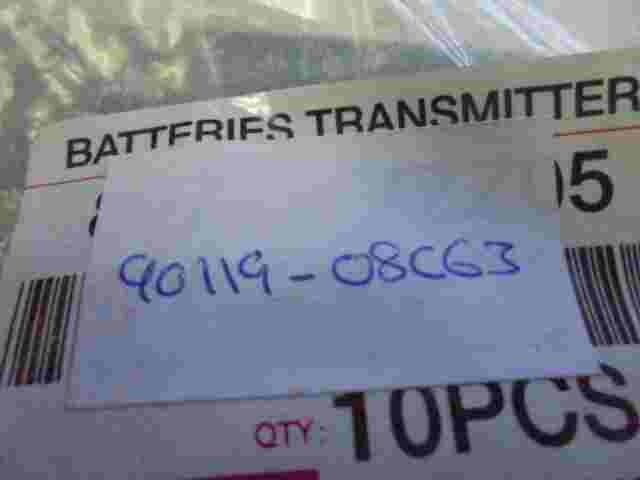 BATTERIES TRANSMITTER
05
90119-08C63
QTY: 10PCS